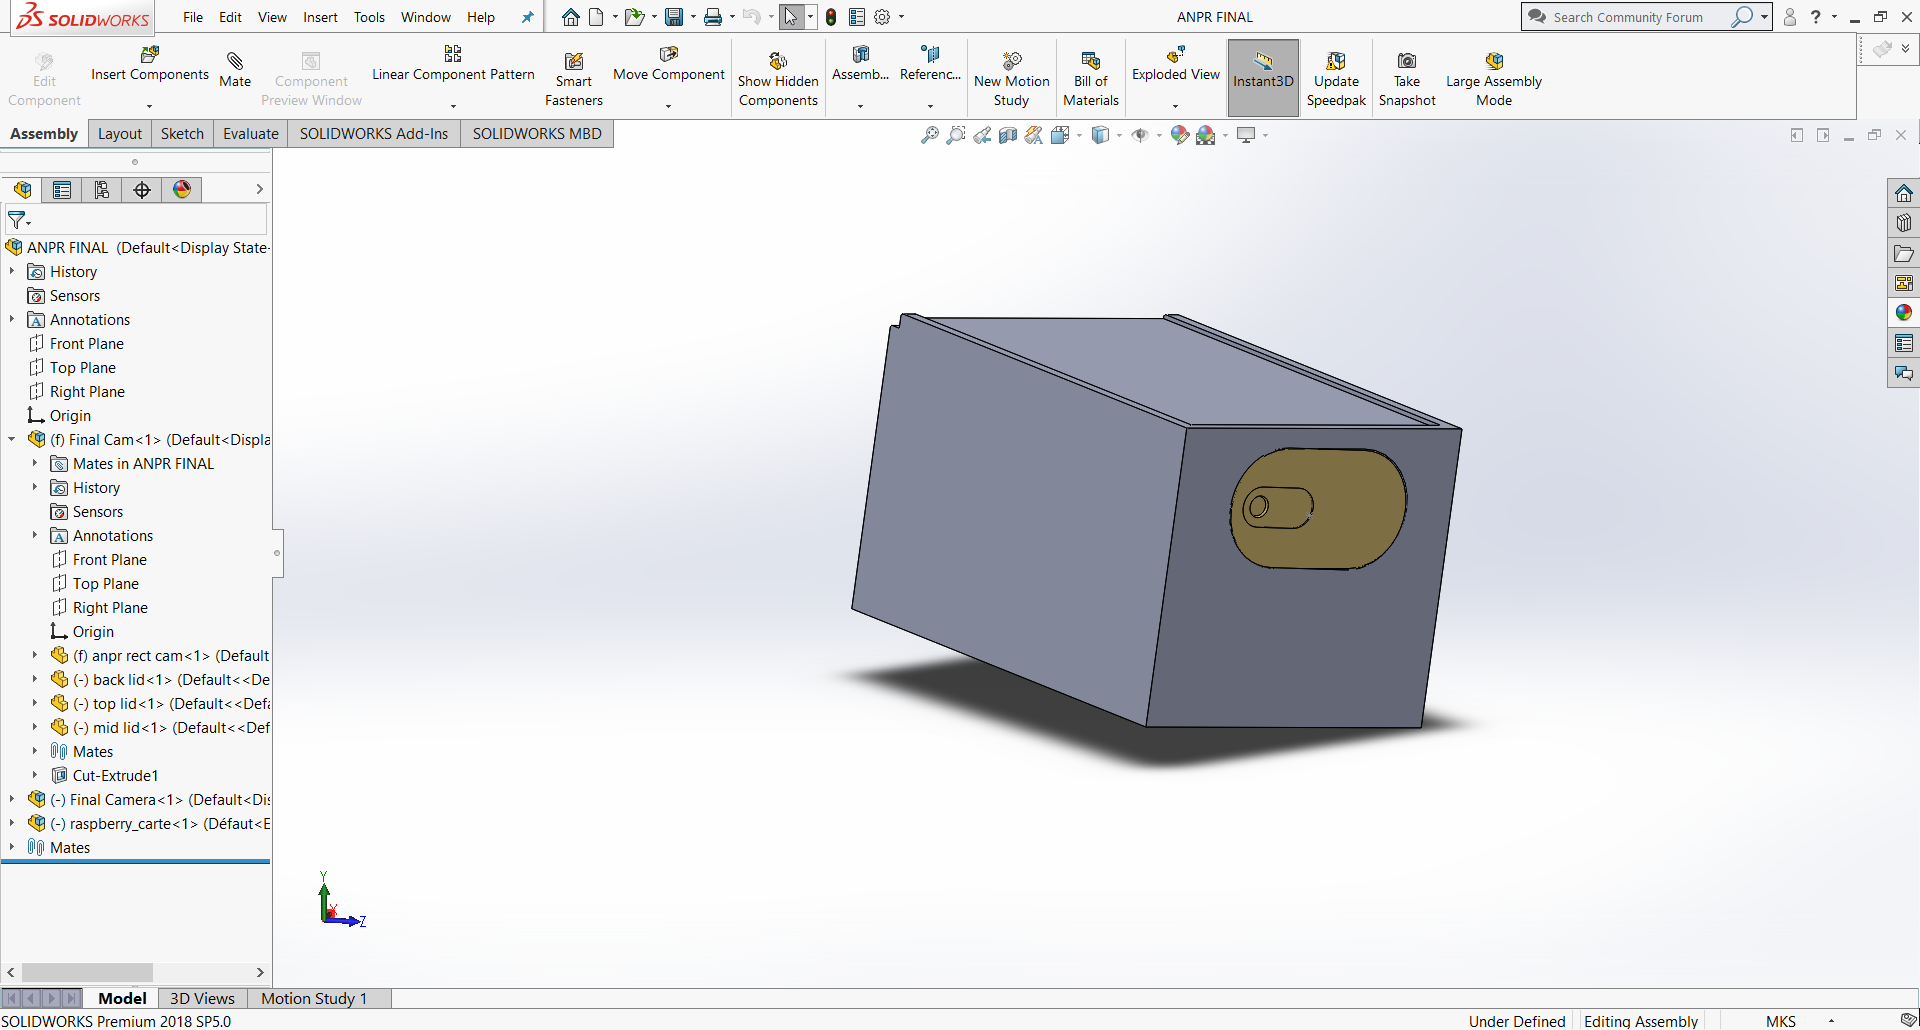 SOLIDWORKS
File Edit View Insert Tools Window Help
ANPR FINAL
Search Community Forum
?
Edit Component
Insert Components
Mate
Component Preview Window
Linear Component Pattern
Smart Fasteners
Move Component
Show Hidden Components
Assemb...
Referenc...
New Motion Study
Bill of Materials
Exploded View
Instant3D
Update Speedpak
Take Snapshot
Large Assembly Mode
Assembly Layout Sketch Evaluate SOLIDWORKS Add-Ins SOLIDWORKS MBD
ANPR FINAL (Default<Display State-
History
Sensors
Annotations
Front Plane
Top Plane
Right Plane
Origin
(f) Final Cam<1> (Default<Displa
Mates in ANPR FINAL
History
Sensors
Annotations
Front Plane
Top Plane
Right Plane
Origin
(f) anpr rect cam<1> (Default
(-) back lid<1> (Default<<De
(-) top lid<1> (Default<<Defa
(-) mid lid<1> (Default<<Def
Mates
Cut-Extrude1
(-) Final Camera<1> (Default<Dis
(-) raspberry_carte<1> (Défaut<E
Mates
Y
X
Z
Model 3D Views Motion Study 1
SOLIDWORKS Premium 2018 SP5.0
Under Defined Editing Assembly MKS